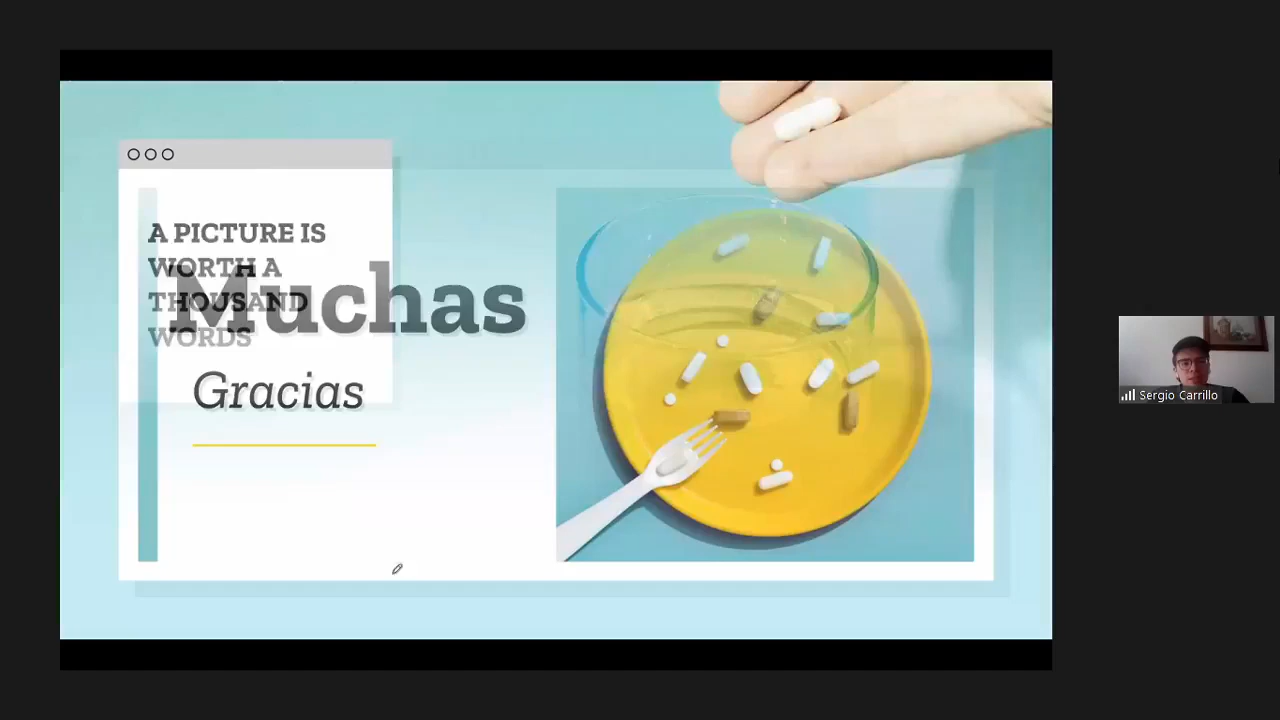 A PICTURE IS
WORTH A
THOUSAND
WORDS
Muchas
Gracias
Sergio Carrillo